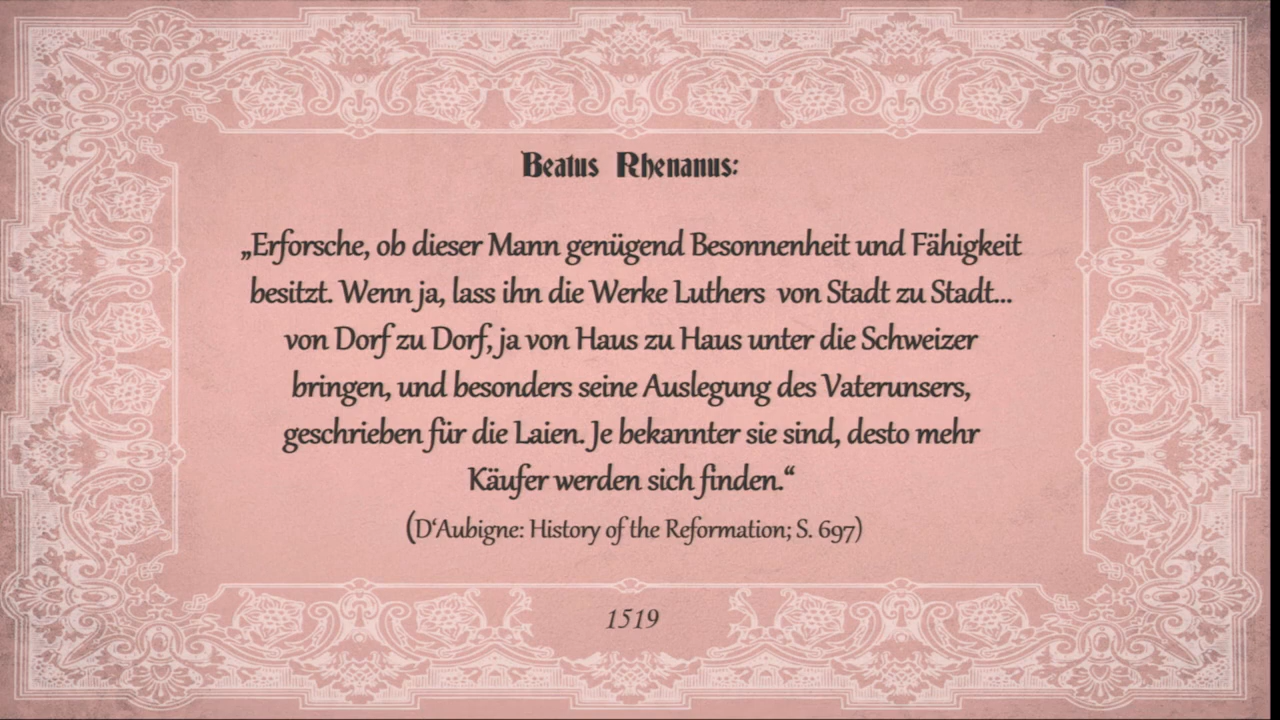 Beatus Rhenanus:
„Erforsche, ob dieser Mann genügend Besonnenheit und Fähigkeit
besitzt. Wenn ja, lass ihn die Werke Luthers von Stadt zu Stadt...
von Dorf zu Dorf, ja von Haus zu Haus unter die Schweizer
bringen, und besonders seine Auslegung des Vaterunsers,
geschrieben für die Laien. Je bekannter sie sind, desto mehr
Käufer werden sich finden.“
(D‘Aubigne: History of the Reformation; S. 697)
1519